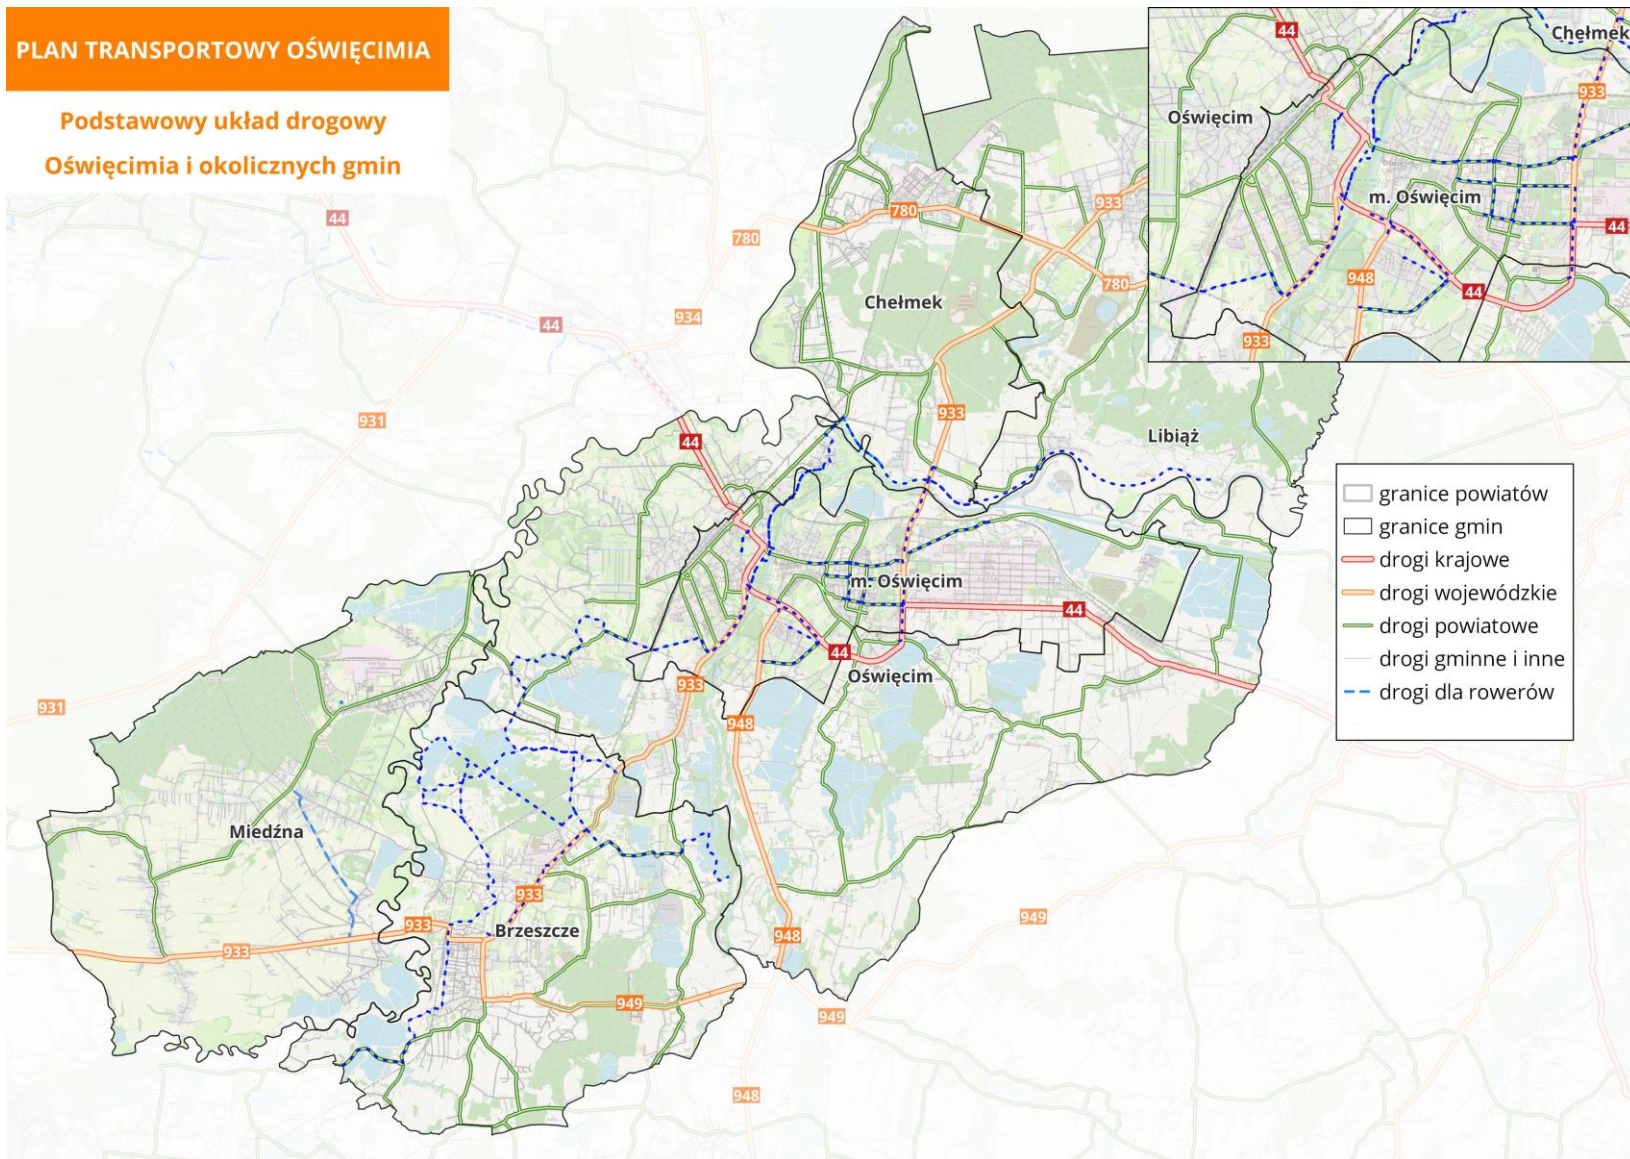 PLAN TRANSPORTOWY OŚWIĘCIMIA
Podstawowy układ drogowy
Oświęcimia i okolicznych gmin
44
Chełmek
933
Oświęcim
m. Oświęcim
44
948
44
933
44
780
780
933
780
Chełmek
934
44
931
933
44
Libiąż
granice powiatów
granice gmin
drogi krajowe
drogi wojewódzkie
drogi powiatowe
drogi gminne i inne
drogi dla rowerów
m. Oświęcim
44
44
Oświęcim
933
931
948
Miedźna
933
933
933
Brzeszcze
948
949
949
949
948